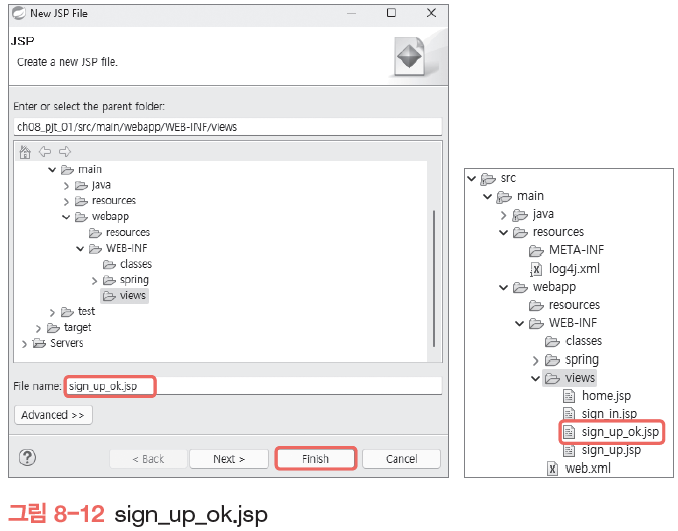 New JSP File
JSP
Create a new JSP file.
Enter or select the parent folder:
ch08_pjt_01/src/main/webapp/WEB-INF/views
main
java
resources
webapp
resources
WEB-INF
classes
spring
views
test
target
Servers
File name: sign_up_ok.jsp
Advanced >>
< Back Next > Finish Cancel
src
main
java
resources
META-INF
log4j.xml
webapp
resources
WEB-INF
classes
spring
views
home.jsp
sign_in.jsp
sign_up_ok.jsp
sign_up.jsp
web.xml
그림 8-12 sign_up_ok.jsp